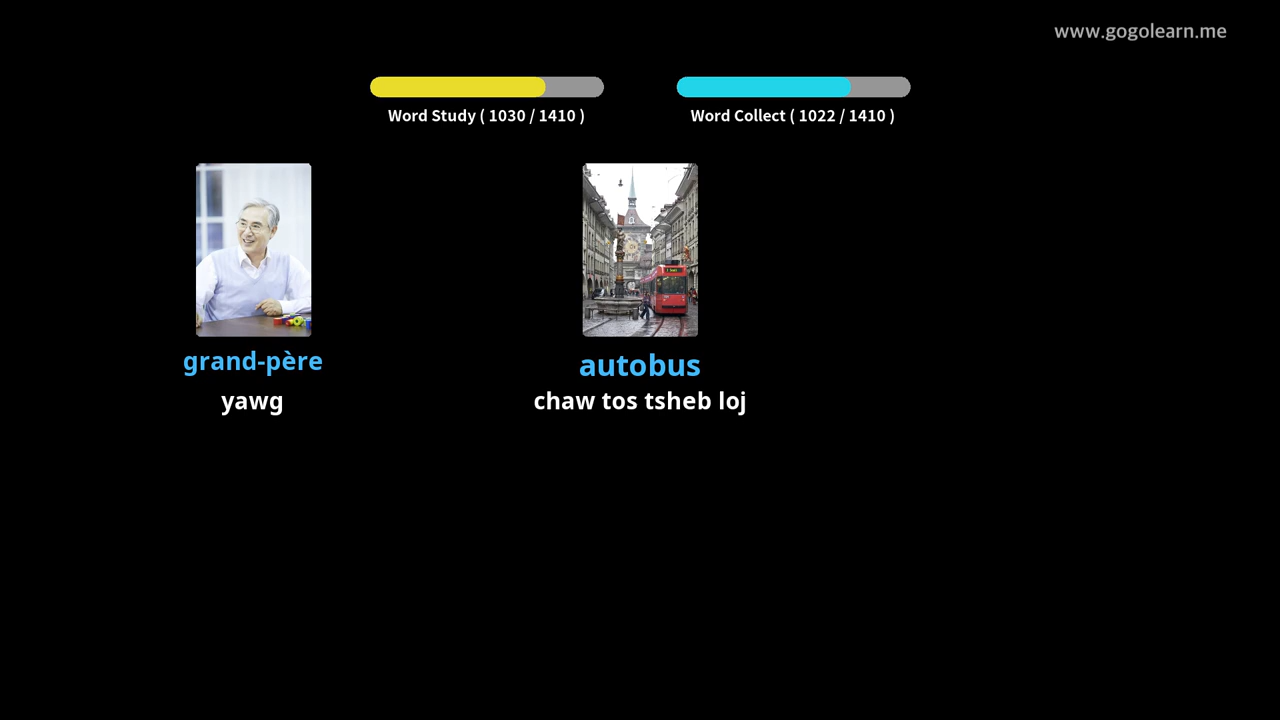 www.gogolearn.me
Word Study ( 1030 / 1410 )
Word Collect ( 1022 / 1410 )
grand-père
yawg
autobus
chaw tos tsheb loj